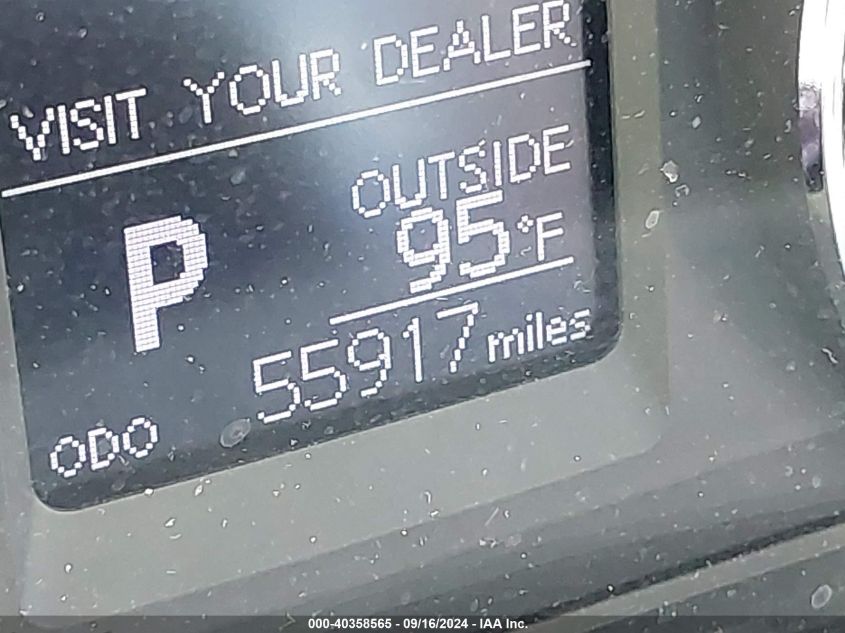 VISIT YOUR DEALER
OUTSIDE
95°F
P
55917 miles
ODO
000-40358565 - 09/16/2024 - IAA Inc.